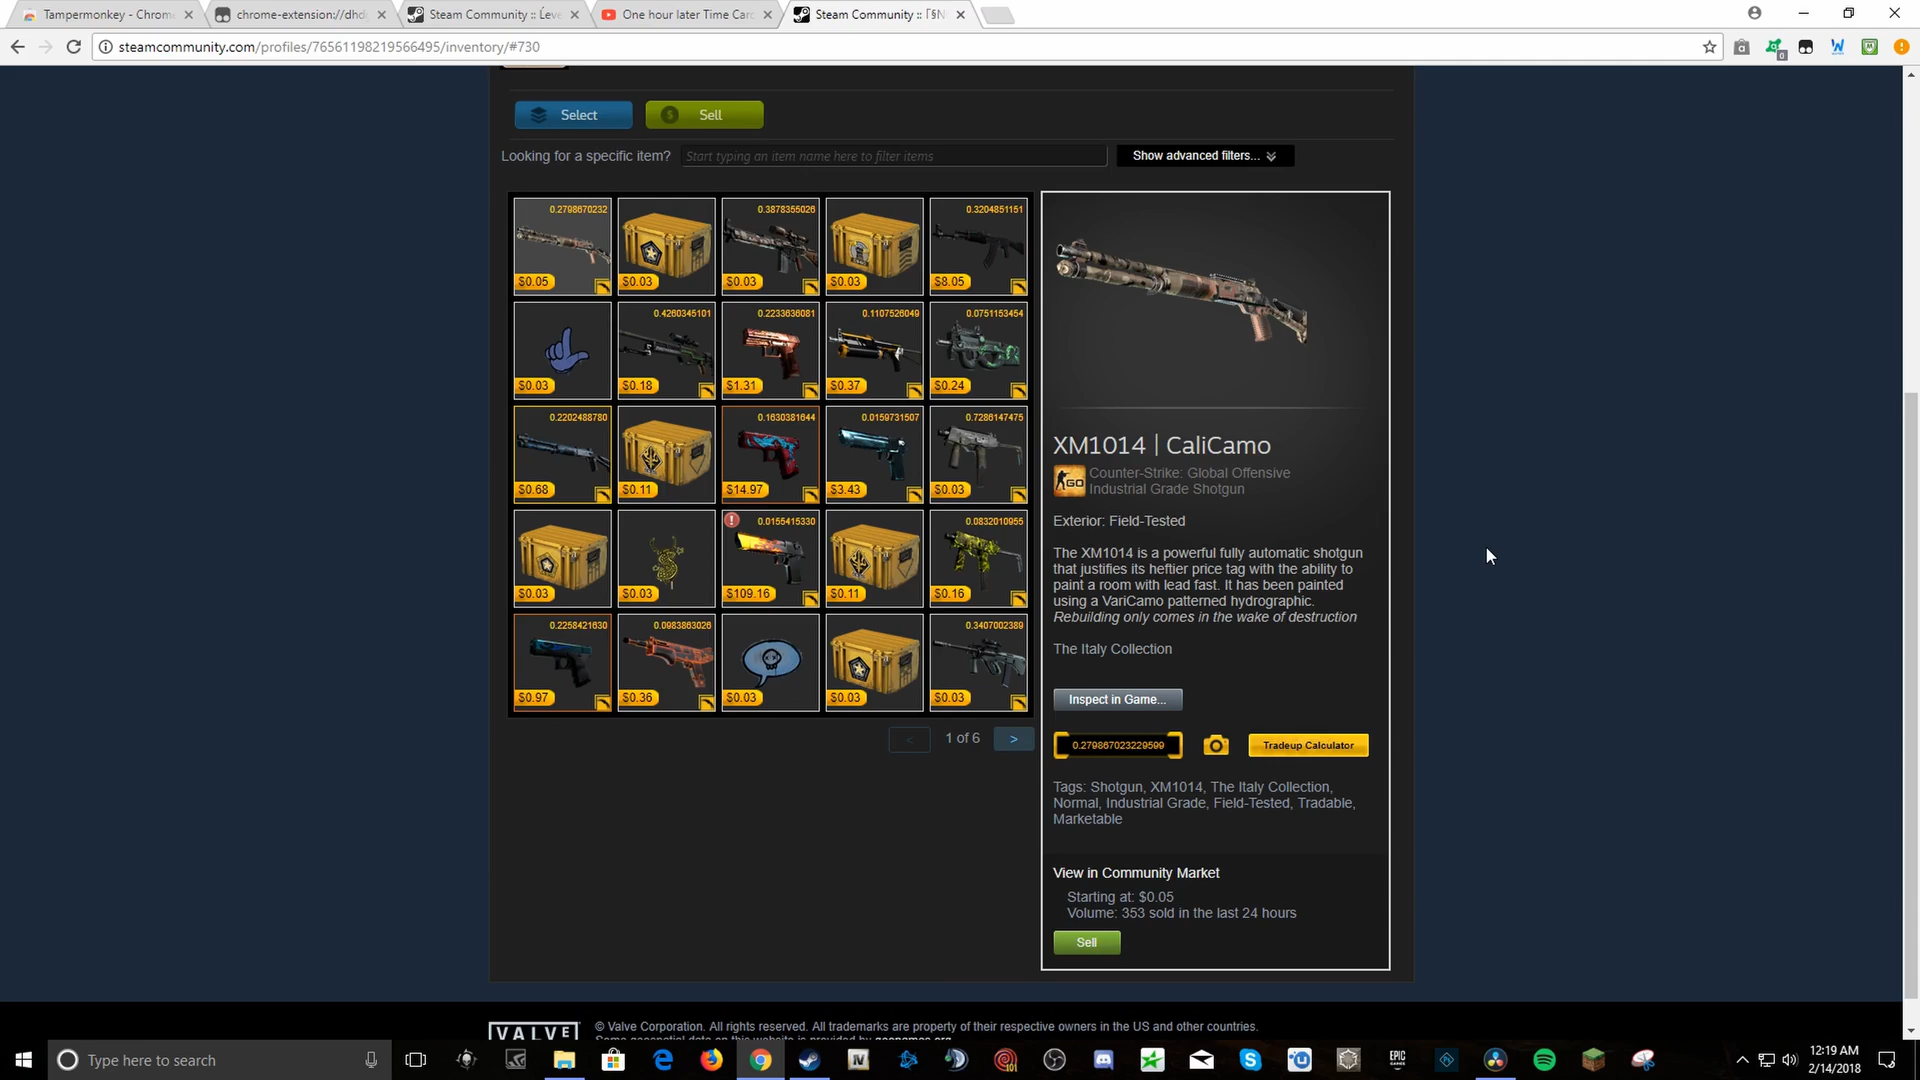 Tampermonkey - Chrome
chrome-extension://dhd
Steam Community ::
One hour later Time Card
Steam Community ::
steamcommunity.com/profiles/76561198219566495/inventory/#730
Select
Sell
Looking for a specific item?
Start typing an item name here to filter items
Show advanced filters...
0.2798670232
0.3878355026
0.3204851151
$0.05
$0.03
$0.03
$0.03
$8.05
0.4260345101
0.2233636081
0.1107526049
0.0751153454
$0.03
$0.18
$1.31
$0.37
$0.24
0.2202488780
0.1630381644
0.0159731507
0.7286147475
$0.68
$0.11
$14.97
$3.43
$0.03
0.0155415330
0.0832010955
$0.03
$0.03
$109.16
$0.11
$0.16
0.2258421630
0.0983863026
0.3407002389
$0.97
$0.36
$0.03
$0.03
$0.03
<
1 of 6
>
XM1014 | CaliCamo
GO
Counter-Strike: Global Offensive
Industrial Grade Shotgun
Exterior: Field-Tested
The XM1014 is a powerful fully automatic shotgun
that justifies its heftier price tag with the ability to
paint a room with lead fast. It has been painted
using a VariCamo patterned hydrographic.
Rebuilding only comes in the wake of destruction
The Italy Collection
Inspect in Game...
0.279867023229599
Tradeup Calculator
Tags: Shotgun, XM1014, The Italy Collection,
Normal, Industrial Grade, Field-Tested, Tradable,
Marketable
View in Community Market
Starting at: $0.05
Volume: 353 sold in the last 24 hours
Sell
VALVE
© Valve Corporation. All rights reserved. All trademarks are property of their respective owners in the US and other countries.
Type here to search
12:19 AM
2/14/2018